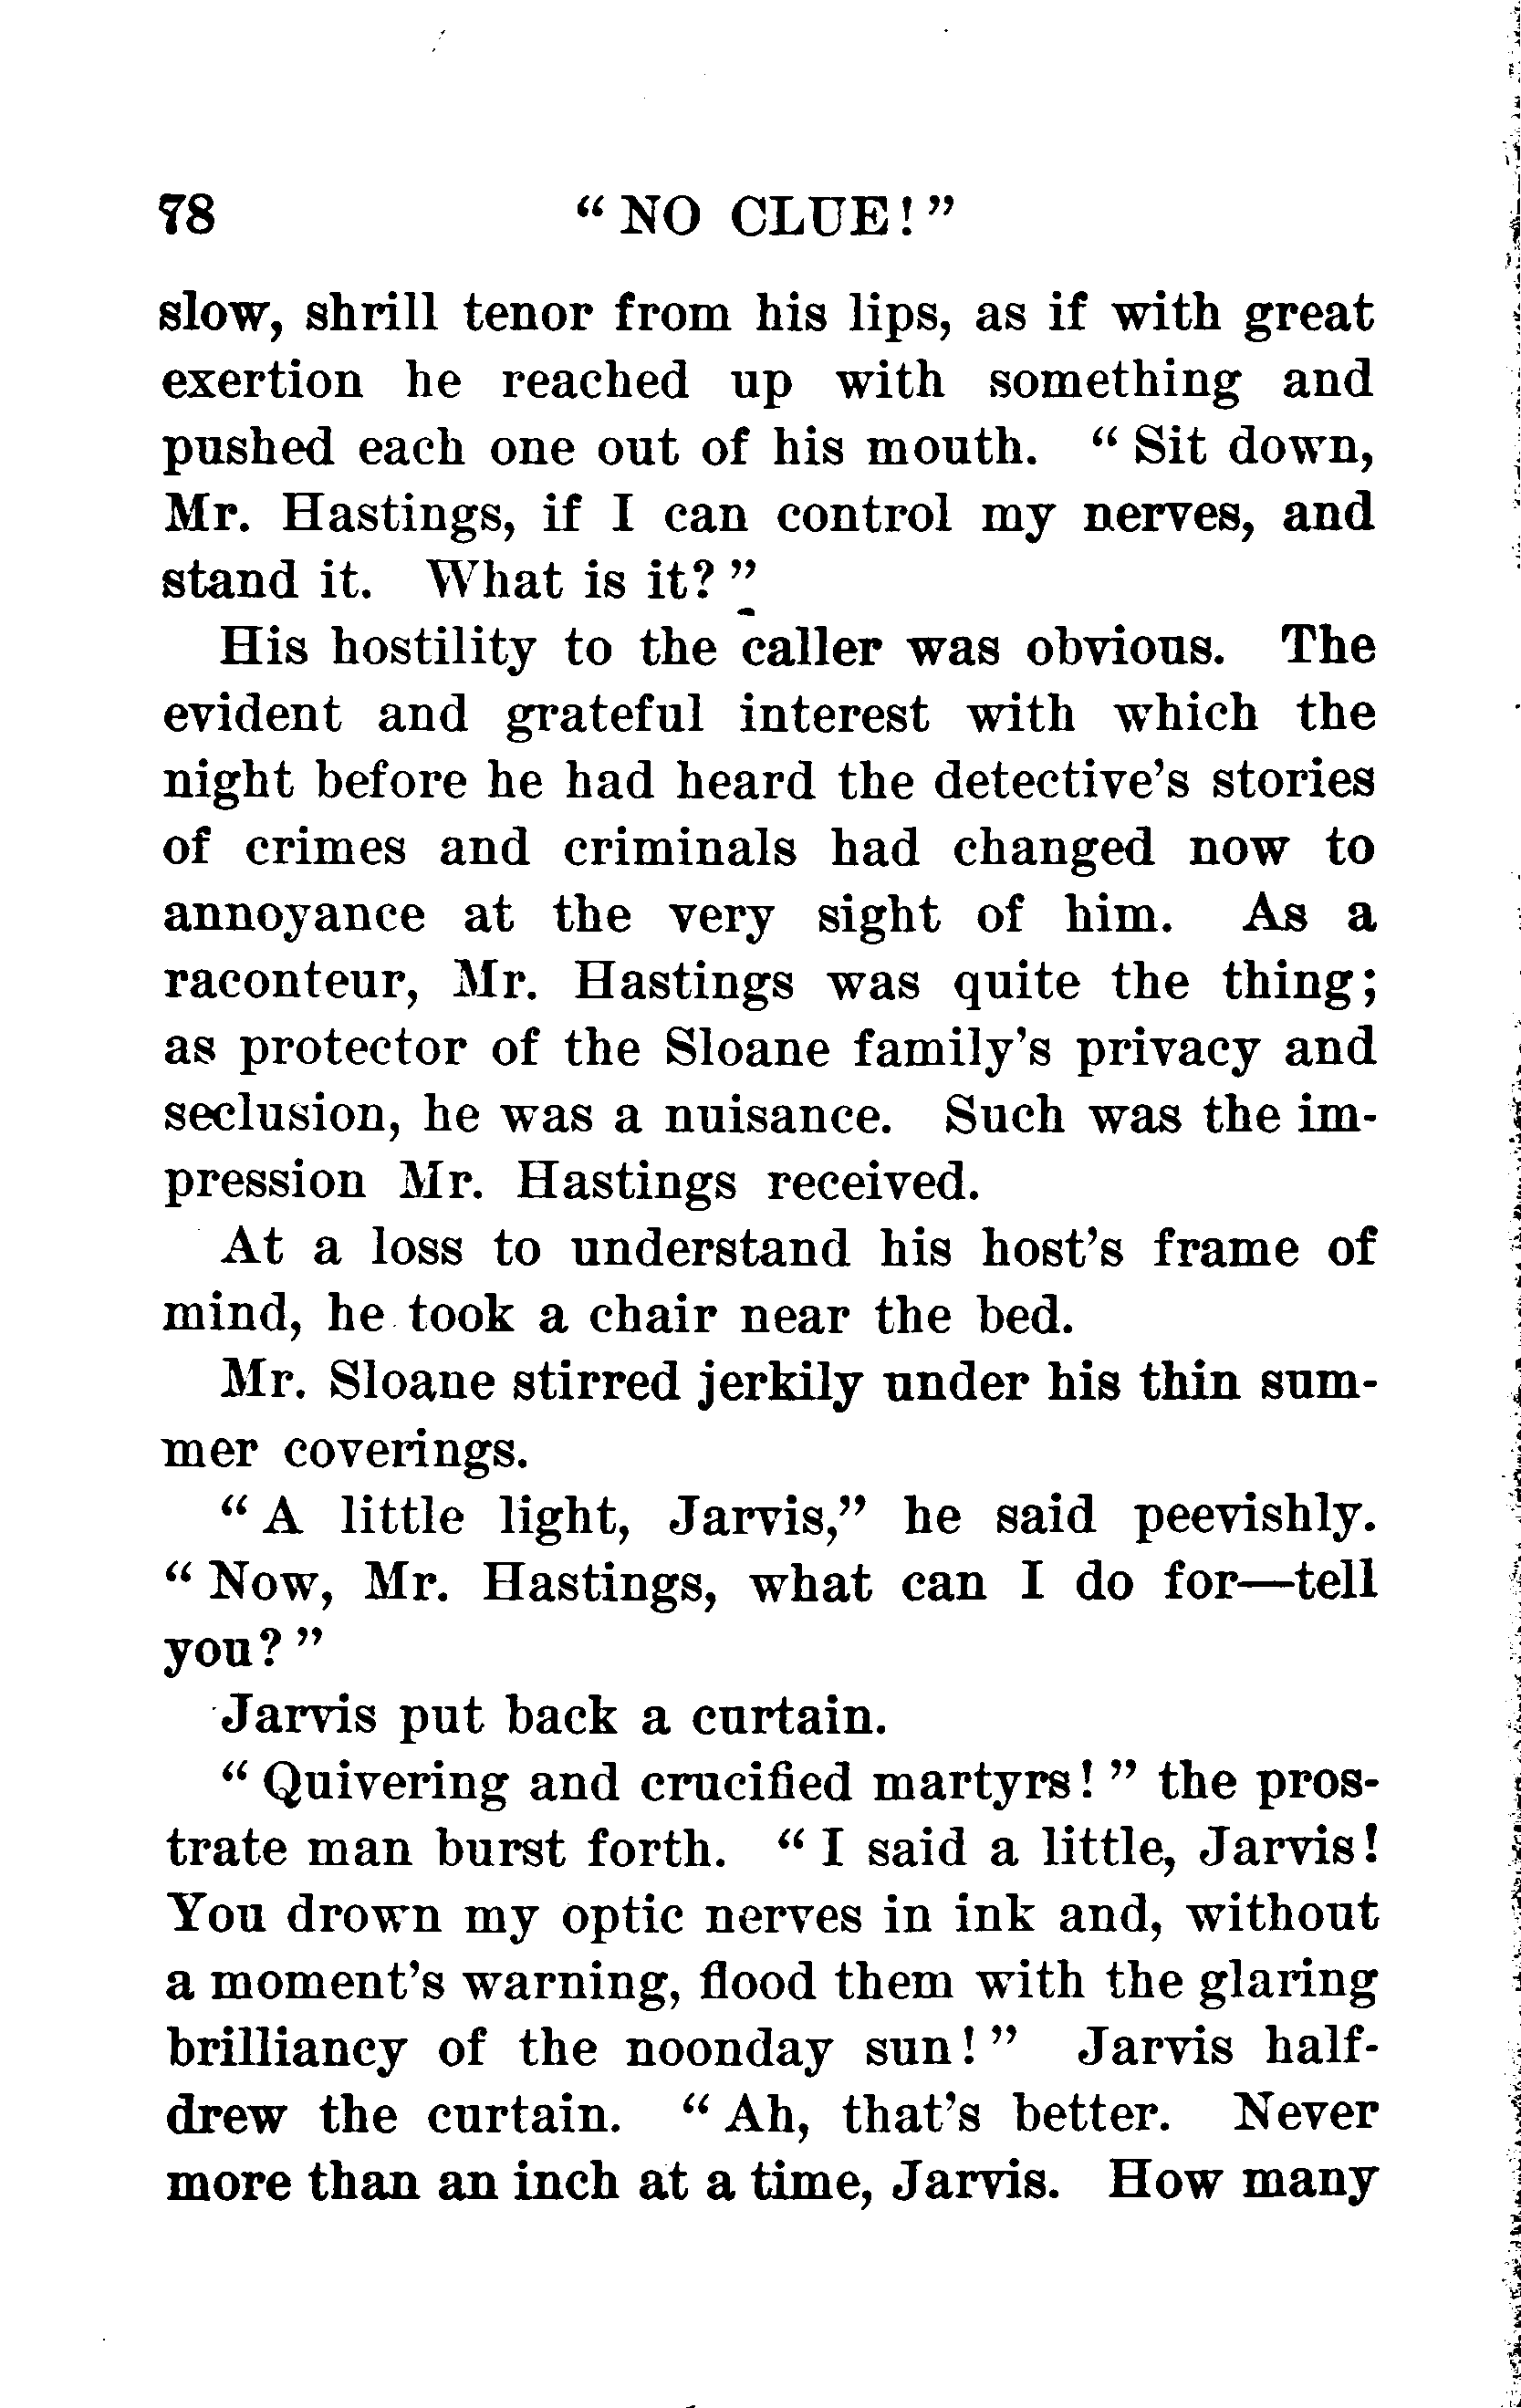 78 “ NO CLUE! ”
slow, shrill tenor from his lips, as if with great
exertion he reached up with something and
pushed each one out of his mouth. “ Sit down,
Mr. Hastings, if I can control my nerves, and
stand it. What is it? ”
His hostility to the caller was obvious. The
evident and grateful interest with which the
night before he had heard the detective’s stories
of crimes and criminals had changed now to
annoyance at the very sight of him. As a
raconteur, Mr. Hastings was quite the thing;
as protector of the Sloane family’s privacy and
seclusion, he was a nuisance. Such was the im-
pression Mr. Hastings received.
At a loss to understand his host’s frame of
mind, he took a chair near the bed.
Mr. Sloane stirred jerkily under his thin sum-
mer coverings.
“ A little light, Jarvis,” he said peevishly.
“ Now, Mr. Hastings, what can I do for—tell
you? ”
Jarvis put back a curtain.
“ Quivering and crucified martyrs! ” the pros-
trate man burst forth. “ I said a little, Jarvis!
You drown my optic nerves in ink and, without
a moment’s warning, flood them with the glaring
brilliancy of the noonday sun! ” Jarvis half-
drew the curtain. “ Ah, that’s better. Never
more than an inch at a time, Jarvis. How many